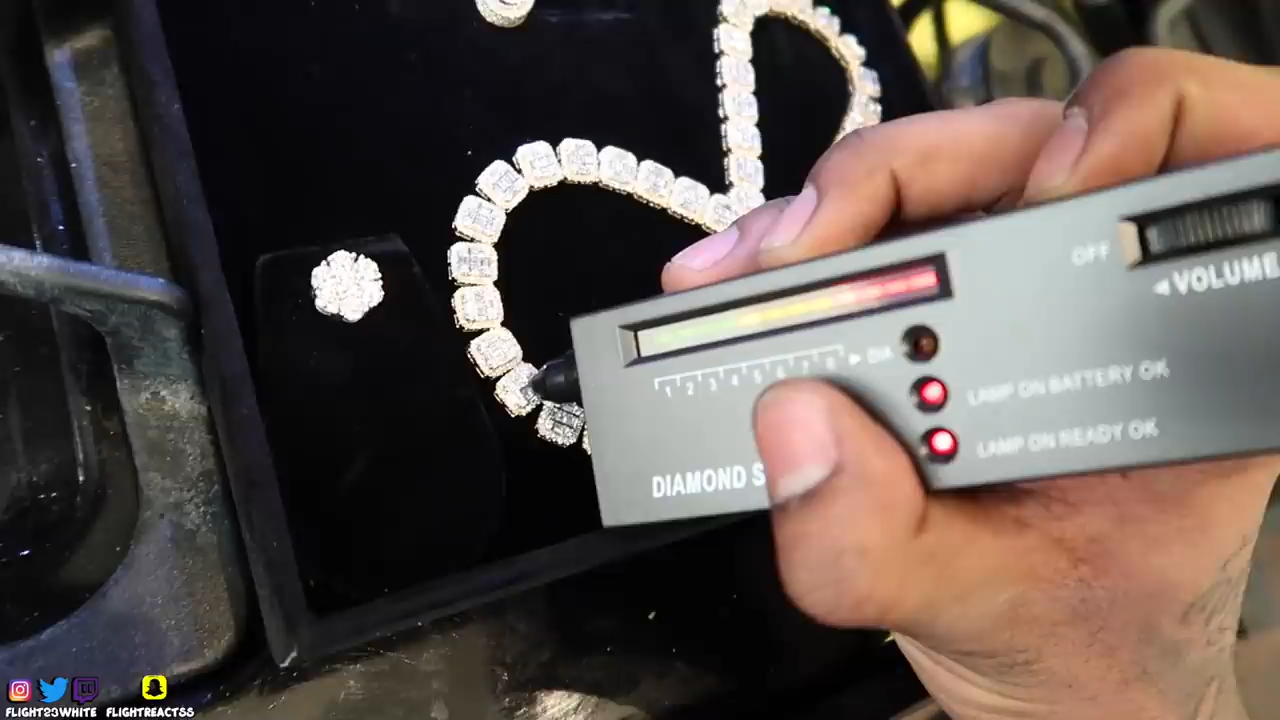 OFF
◄VOLUME
1 2 3 4 5 6 7 8 ► DIA
LAMP ON BATTERY OK
LAMP ON READY OK
DIAMOND S
FLIGHT23WHITE FLIGHTREACTSS